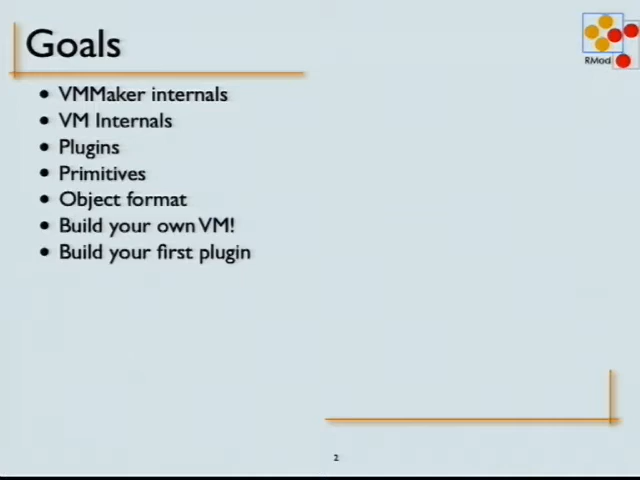 Goals
RMod
• VMMaker internals
• VM Internals
• Plugins
• Primitives
• Object format
• Build your own VM!
• Build your first plugin
2